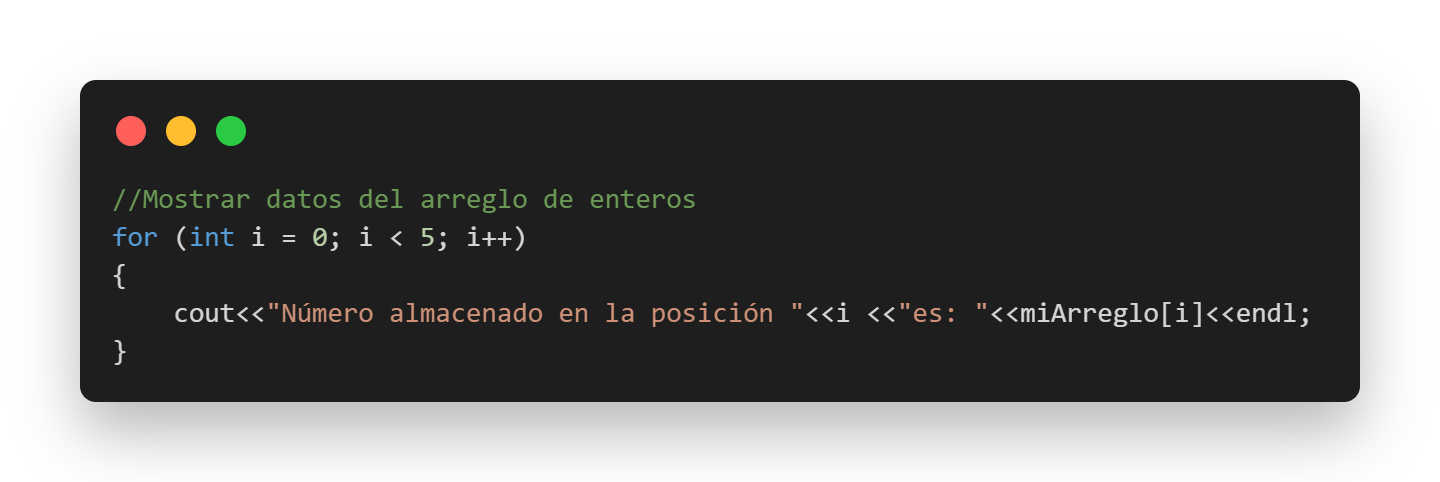 //Mostrar datos del arreglo de enteros
for (int i = 0; i < 5; i++)
{
    cout<<"Número almacenado en la posición "<<i <<"es: "<<miArreglo[i]<<endl;
}